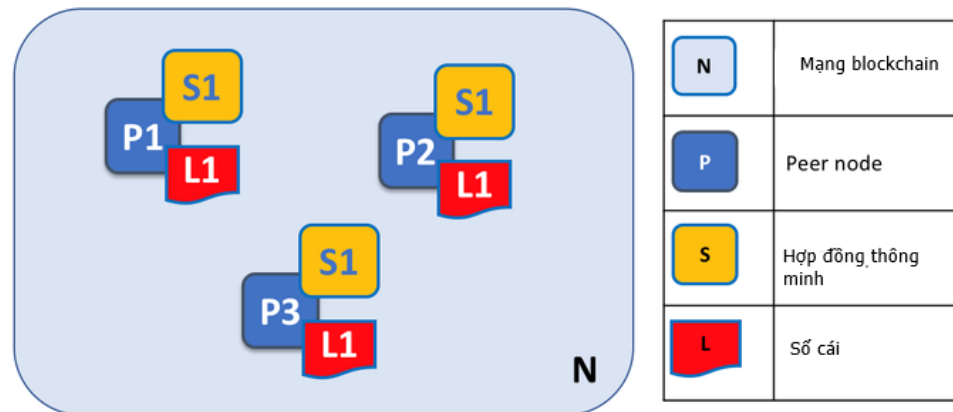 S1
P1
L1
S1
P2
L1
S1
P3
L1
N
N
Mạng blockchain
P
Peer node
S
Hợp đồng thông
minh
L
Sổ cái